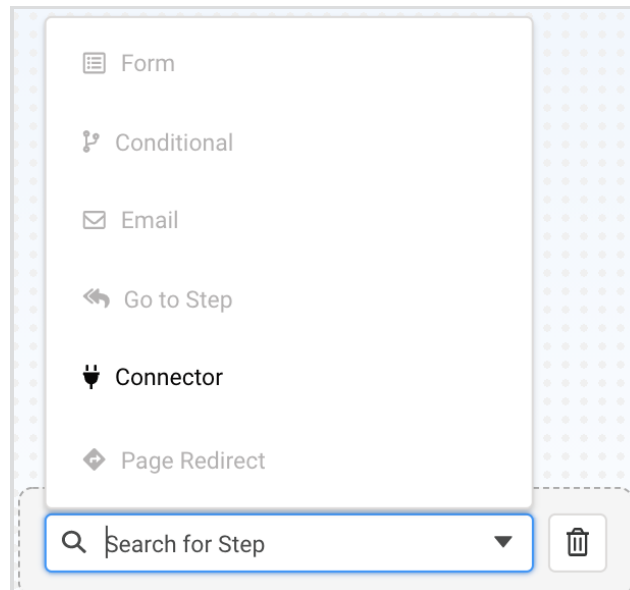 Form
Conditional
Email
Go to Step
Connector
Page Redirect
Search for Step